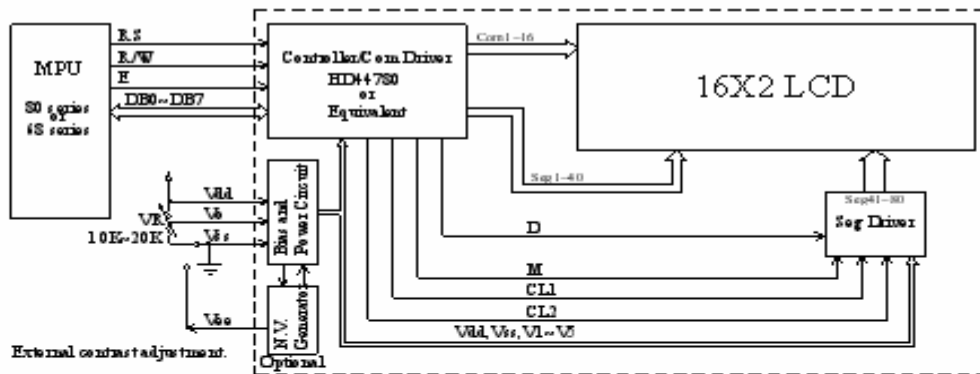 MPU
80 series
or
68 series
RS
R/W
E
DB0~DB7
Controller/Com Driver
HD44780
or
Equivalent
Com1~16
16X2 LCD
Seg1~40
Seg41~80
Seg Driver
D
M
CL1
CL2
Vdd, Vss, V1~V5
Vdd
Vo
Vss
VR
10K~20K
Bias and
Power Circuit
N.V.
Generator
Optional
Vee
External contrast adjustment.